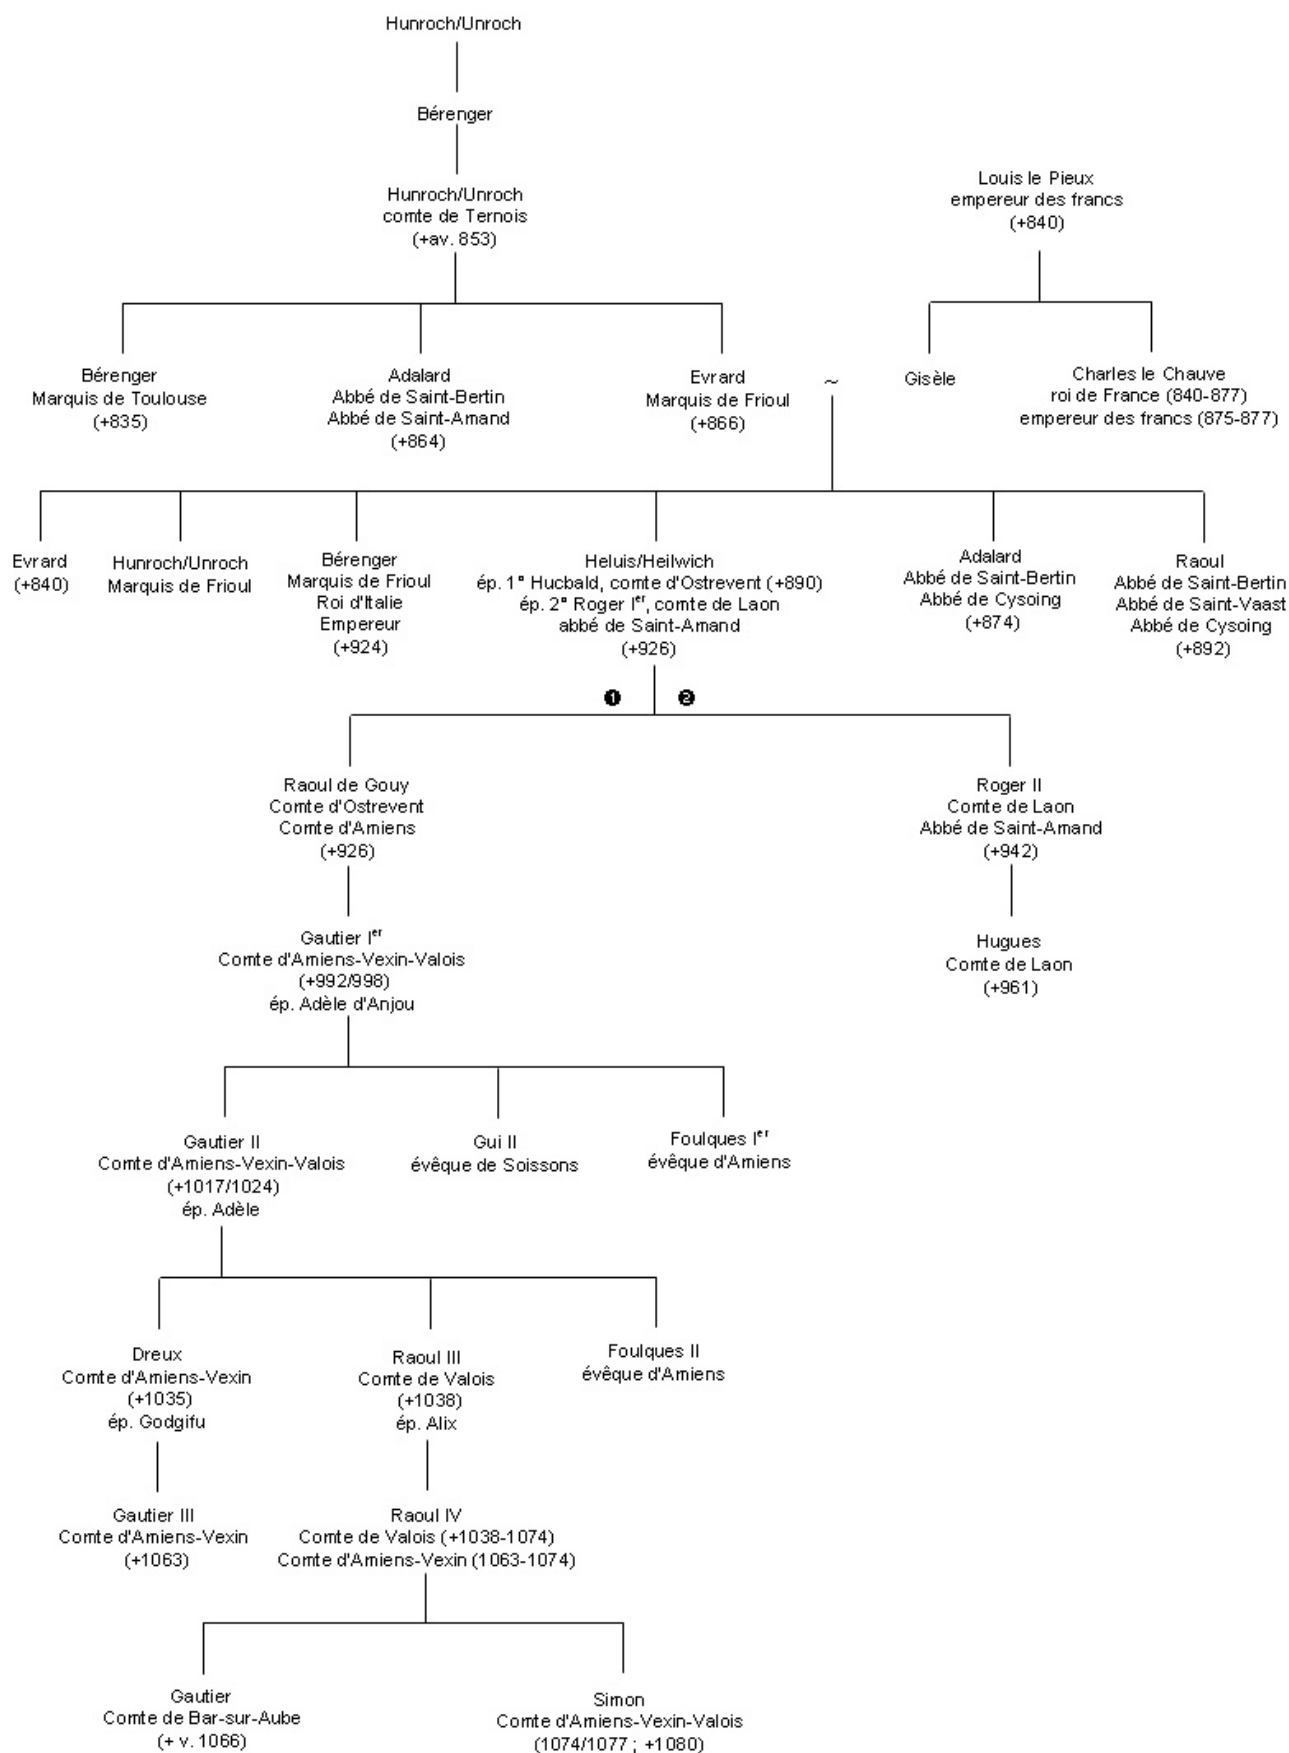 Hunroch/Unroch
Bérenger
Hunroch/Unroch
comte de Ternois
(+av. 853)
Louis le Pieux
empereur des francs
(+840)
Bérenger
Marquis de Toulouse
(+835)
Adalard
Abbé de Saint-Bertin
Abbé de Saint-Amand
(+864)
Evrard
Marquis de Frioul
(+866)
~
Gisèle
Charles le Chauve
roi de France (840-877)
empereur des francs (875-877)
Evrard
(+840)
Hunroch/Unroch
Marquis de Frioul
Bérenger
Marquis de Frioul
Roi d'Italie
Empereur
(+924)
Heluis/Heilwich
ép. 1° Hucbald, comte d'Ostrevent (+890)
ép. 2° Roger Ier, comte de Laon
abbé de Saint-Amand
(+926)
Adalard
Abbé de Saint-Bertin
Abbé de Cysoing
(+874)
Raoul
Abbé de Saint-Bertin
Abbé de Saint-Vaast
Abbé de Cysoing
(+892)
❶ ❷
Raoul de Gouy
Comte d'Ostrevent
Comte d'Amiens
(+926)
Roger II
Comte de Laon
Abbé de Saint-Amand
(+942)
Gautier Ier
Comte d'Amiens-Vexin-Valois
(+992/998)
ép. Adèle d'Anjou
Hugues
Comte de Laon
(+961)
Gautier II
Comte d'Amiens-Vexin-Valois
(+1017/1024)
ép. Adèle
Gui II
évêque de Soissons
Foulques Ier
évêque d'Amiens
Dreux
Comte d'Amiens-Vexin
(+1035)
ép. Godgifu
Raoul III
Comte de Valois
(+1038)
ép. Alix
Foulques II
évêque d'Amiens
Gautier III
Comte d'Amiens-Vexin
(+1063)
Raoul IV
Comte de Valois (+1038-1074)
Comte d'Amiens-Vexin (1063-1074)
Gautier
Comte de Bar-sur-Aube
(+ v. 1066)
Simon
Comte d'Amiens-Vexin-Valois
(1074/1077 ; +1080)